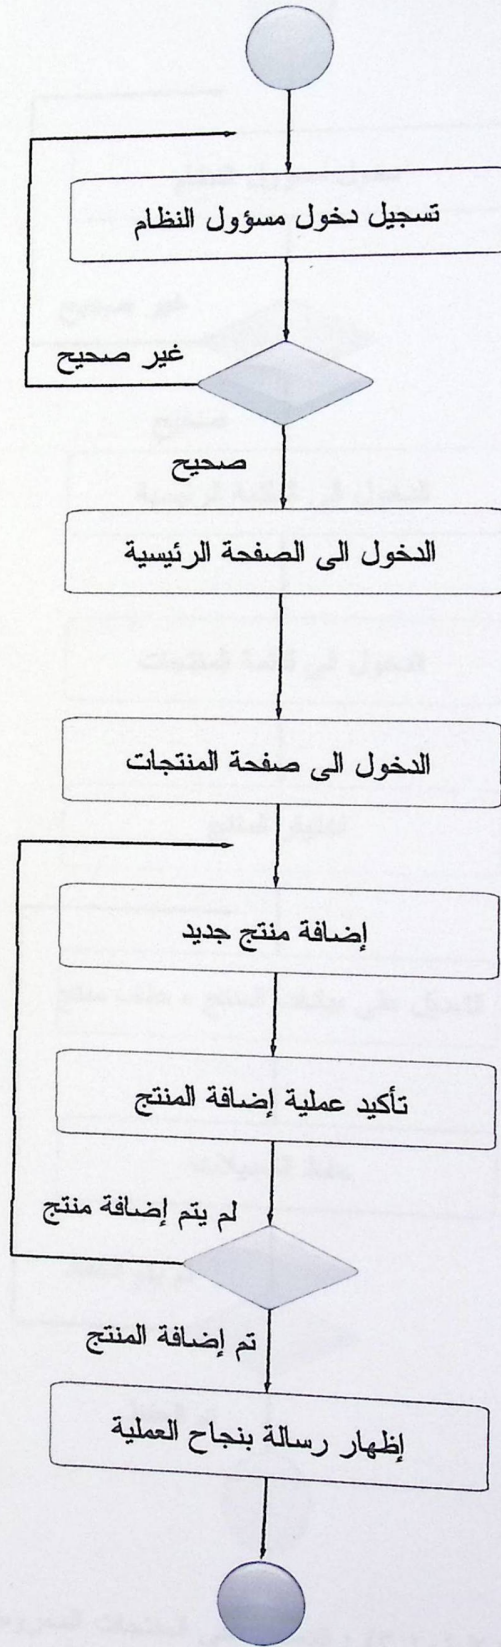 تسجيل دخول مسؤول النظام
غير صحيح
صحيح
الدخول الى الصفحة الرئيسية
الدخول الى صفحة المنتجات
إضافة منتج جديد
تأكيد عملية إضافة المنتج
لم يتم إضافة منتج
تم إضافة المنتج
إظهار رسالة بنجاح العملية